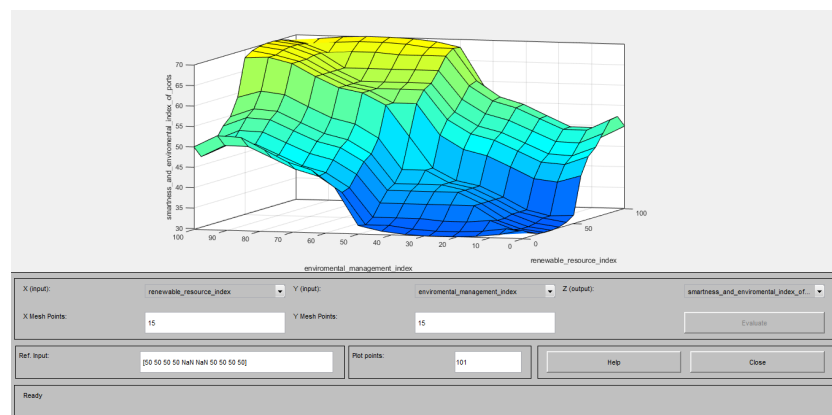 70
65
60
55
50
45
40
35
30
smartness_and_enviromental_index_of_ports
100
90
80
70
60
50
40
30
20
10
0
0
50
100
enviromental_management_index
renewable_resource_index
X (input):
renewable_resource_index
Y (input):
enviromental_management_index
Z (output):
smartness_and_enviromental_index_of...
X Mesh Points:
15
Y Mesh Points:
15
Evaluate
Ref. Input:
[50 50 50 50 NaN NaN 50 50 50 50]
Plot points:
101
Help
Close
Ready